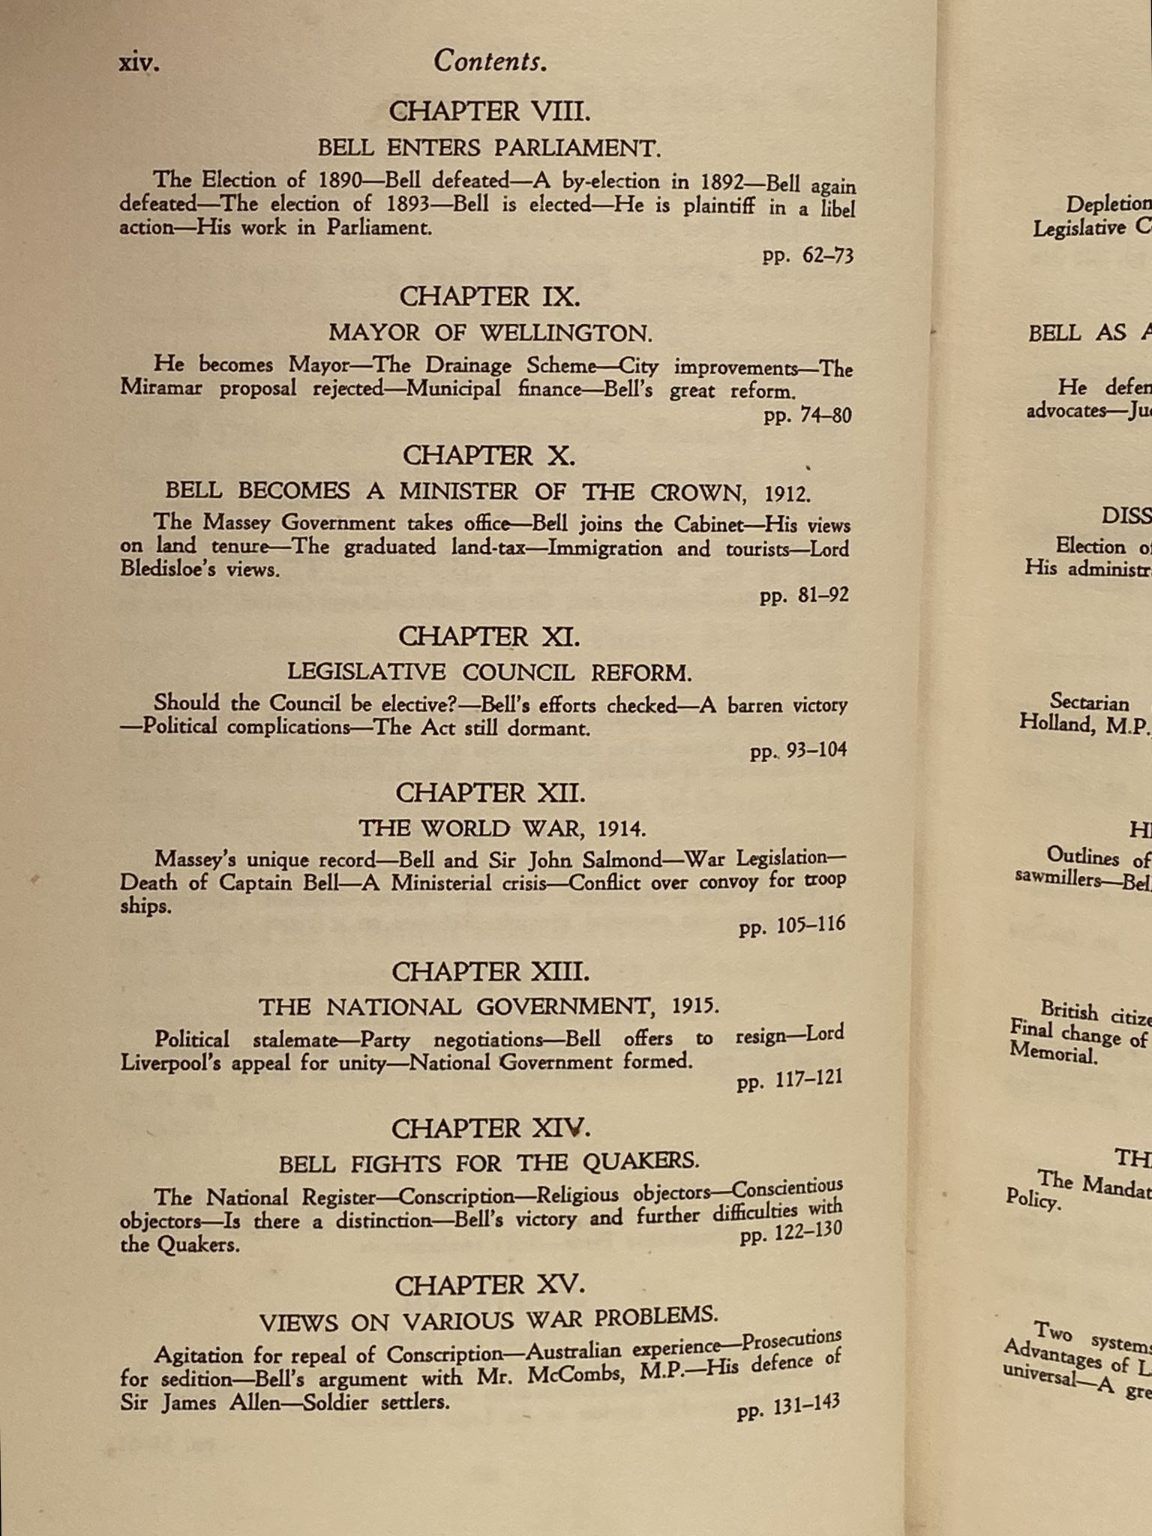 xiv.
Contents.
CHAPTER VIII.
BELL ENTERS PARLIAMENT.
The Election of 1890—Bell defeated—A by-election in 1892—Bell again
defeated—The election of 1893—Bell is elected—He is plaintiff in a libel
action—His work in Parliament.
pp. 62–73
CHAPTER IX.
MAYOR OF WELLINGTON.
He becomes Mayor—The Drainage Scheme—City improvements—The
Miramar proposal rejected—Municipal finance—Bell's great reform.
pp. 74–80
CHAPTER X.
BELL BECOMES A MINISTER OF THE CROWN, 1912.
The Massey Government takes office—Bell joins the Cabinet—His views
on land tenure—The graduated land-tax—Immigration and tourists—Lord
Bledisloe's views.
pp. 81–92
CHAPTER XI.
LEGISLATIVE COUNCIL REFORM.
Should the Council be elective?—Bell's efforts checked—A barren victory
—Political complications—The Act still dormant.
pp. 93–104
CHAPTER XII.
THE WORLD WAR, 1914.
Massey's unique record—Bell and Sir John Salmond—War Legislation—
Death of Captain Bell—A Ministerial crisis—Conflict over convoy for troop
ships.
pp. 105–116
CHAPTER XIII.
THE NATIONAL GOVERNMENT, 1915.
Political stalemate—Party negotiations—Bell offers to resign—Lord
Liverpool's appeal for unity—National Government formed.
pp. 117–121
CHAPTER XIV.
BELL FIGHTS FOR THE QUAKERS.
The National Register—Conscription—Religious objectors—Conscientious
objectors—Is there a distinction—Bell's victory and further difficulties with
the Quakers.
pp. 122–130
CHAPTER XV.
VIEWS ON VARIOUS WAR PROBLEMS.
Agitation for repeal of Conscription—Australian experience—Prosecutions
for sedition—Bell's argument with Mr. McCombs, M.P.—His defence of
Sir James Allen—Soldier settlers.
pp. 131–143
Depletion
Legislative
BELL AS
He
advocates—
Election
His
Sectarian
Holland, M.P.
Outlines of
sawmillers—
British
Final change of
Memorial.
The
Policy.
Two
Advantages of
universal—A